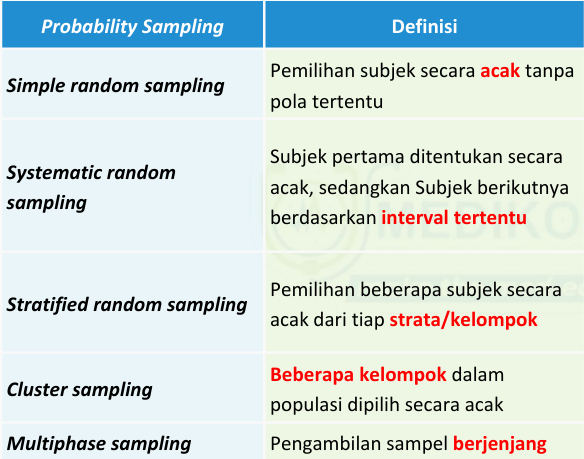 Probability Sampling
Definisi
Simple random sampling
Pemilihan subjek secara acak tanpa
pola tertentu
Systematic random
sampling
Subjek pertama ditentukan secara
acak, sedangkan Subjek berikutnya
berdasarkan interval tertentu
Stratified random sampling
Pemilihan beberapa subjek secara
acak dari tiap strata/kelompok
Cluster sampling
Beberapa kelompok dalam
populasi dipilih secara acak
Multiphase sampling
Pengambilan sampel berjenjang
MEDIKO